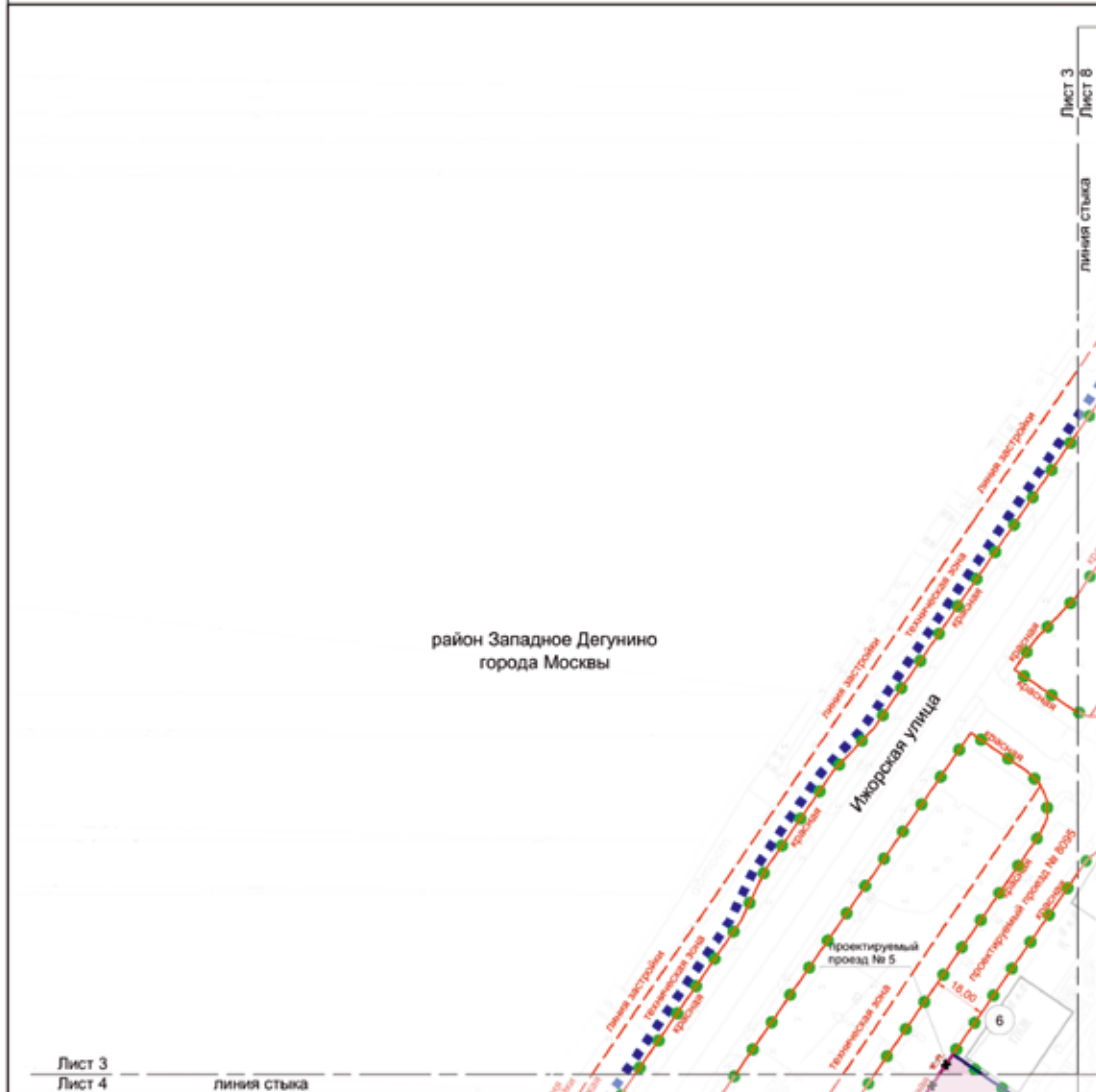 Лист 3
Лист 8
линия стыка
линия застройки
техническая зона
красная
красная
красная
линия застройки
район Западное Дегунино
города Москвы
Ижорская улица
красная
красная
красная
проектируемый проезд № 8095
красная
проектируемый
проезд № 5
линия застройки
техническая зона
красная
техническая зона
16,00
6
Лист 3
Лист 4
линия стыка